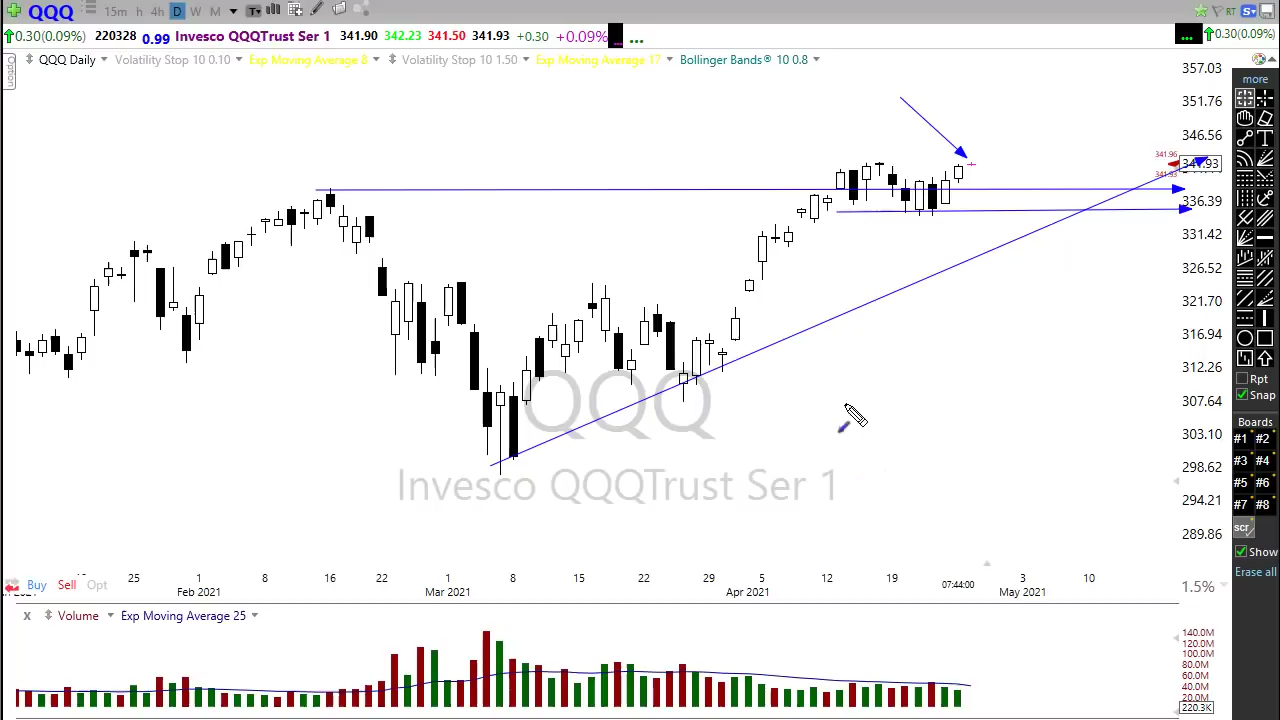 QQQ 15m h 4h D W M T RT S
0.30(0.09%) 220328 0.99 Invesco QQQTrust Ser 1 341.90 342.23 341.50 341.93 +0.30 +0.09% ... ... 0.30(0.09%)
Option QQQ Daily Volatility Stop 10 0.10 Exp Moving Average 8 Volatility Stop 10 1.50 Exp Moving Average 17 Bollinger Bands® 10 0.8
357.03
more
351.76
346.56
341.96
341.93
341.93
336.39
331.42
326.52
321.70
316.94
312.26
307.64
303.10
298.62
294.21
289.86
T
Rpt
Snap
Boards
#1 #2
#3 #4
#5 #6
#7 #8
scr
Show
Erase all
QQQ
Invesco QQQTrust Ser 1
25 1 8 16 22 1 8 15 22 29 5 12 19 07:44:00 3 10
Buy Sell Opt
Feb 2021 Mar 2021 Apr 2021 May 2021
1.5%
X Volume Exp Moving Average 25
140.0M
120.0M
100.0M
80.0M
60.0M
40.0M
20.0M
220.3K